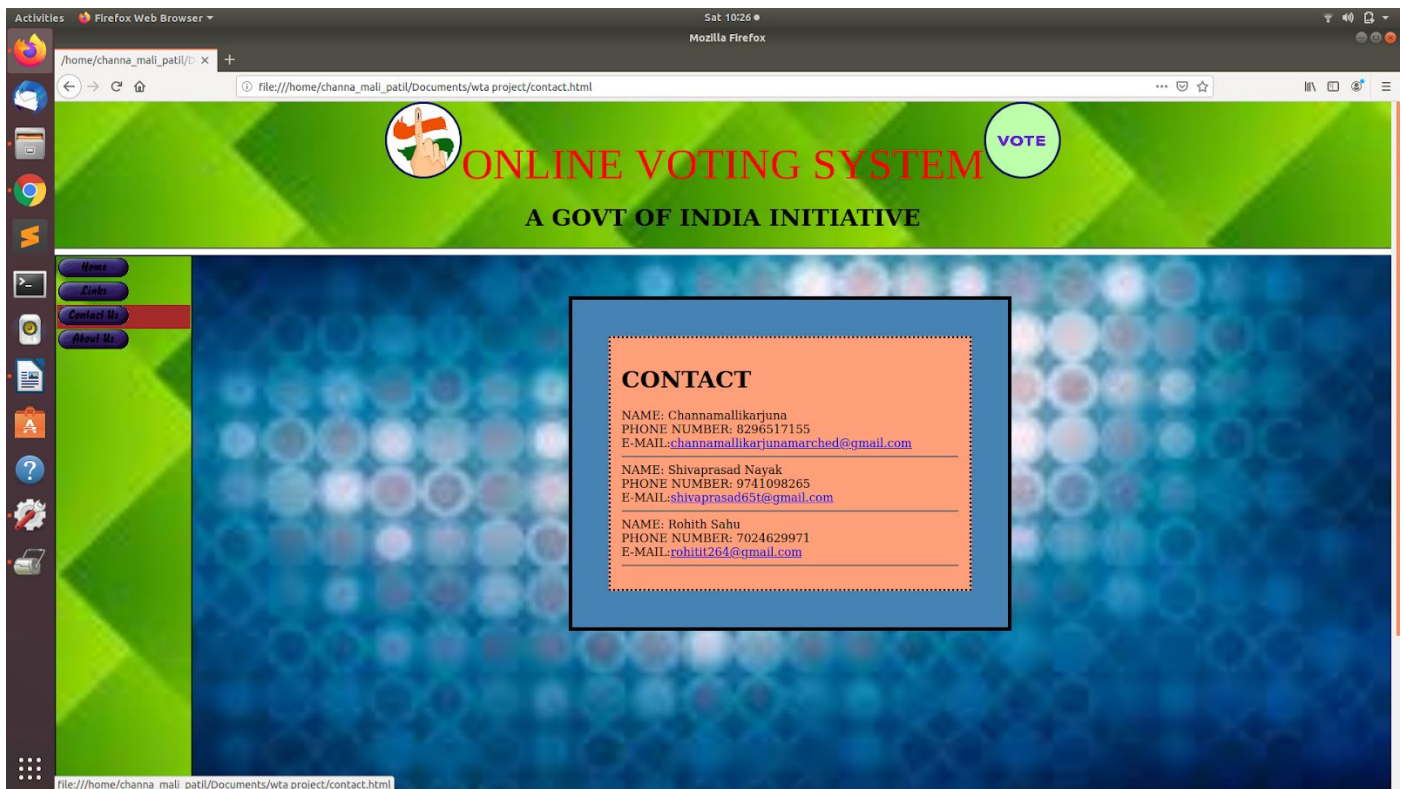 Activities Firefox Web Browser Sat 10:26
Mozilla Firefox
/home/channa_mali_patil/D
file:///home/channa_mali_patil/Documents/wta project/contact.html
VOTE
ONLINE VOTING SYSTEM
A GOVT OF INDIA INITIATIVE
Home
Links
Contact Us
About Us
CONTACT
NAME: Channamallikarjuna
PHONE NUMBER: 8296517155
E-MAIL:channamallikarjunamarched@gmail.com
NAME: Shivaprasad Nayak
PHONE NUMBER: 9741098265
E-MAIL:shivaprasad65t@gmail.com
NAME: Rohith Sahu
PHONE NUMBER: 7024629971
E-MAIL:rohitit264@gmail.com
file:///home/channa_mali_patil/Documents/wta project/contact.html